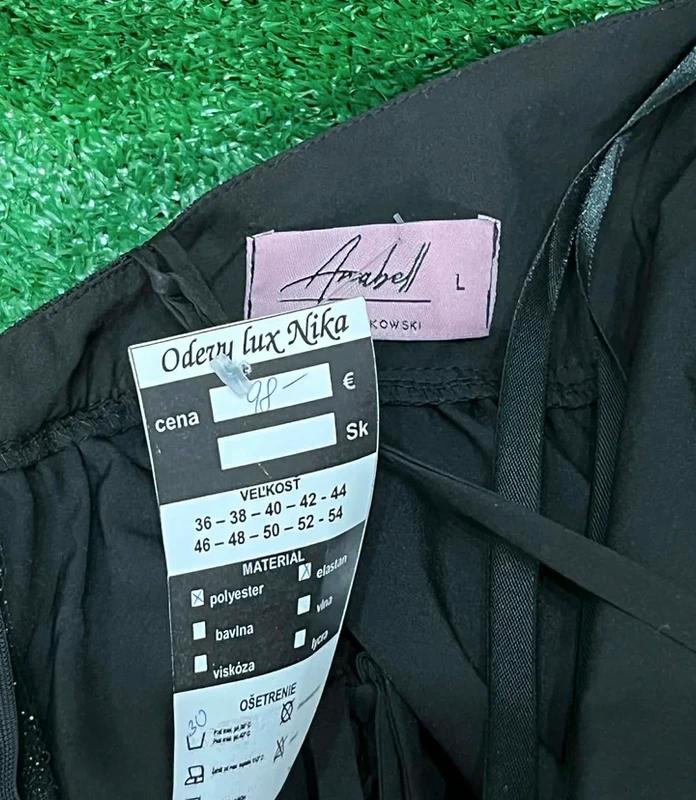 Anabell
L
KOWSKI
Odevy lux Nika
cena 98 – €
Sk
VEĽKOSŤ
36 – 38 – 40 – 42 – 44
46 – 48 – 50 – 52 – 54
MATERIÁL
polyester elastan
bavlna vlna
viskóza lycra
OŠETRENIE
30